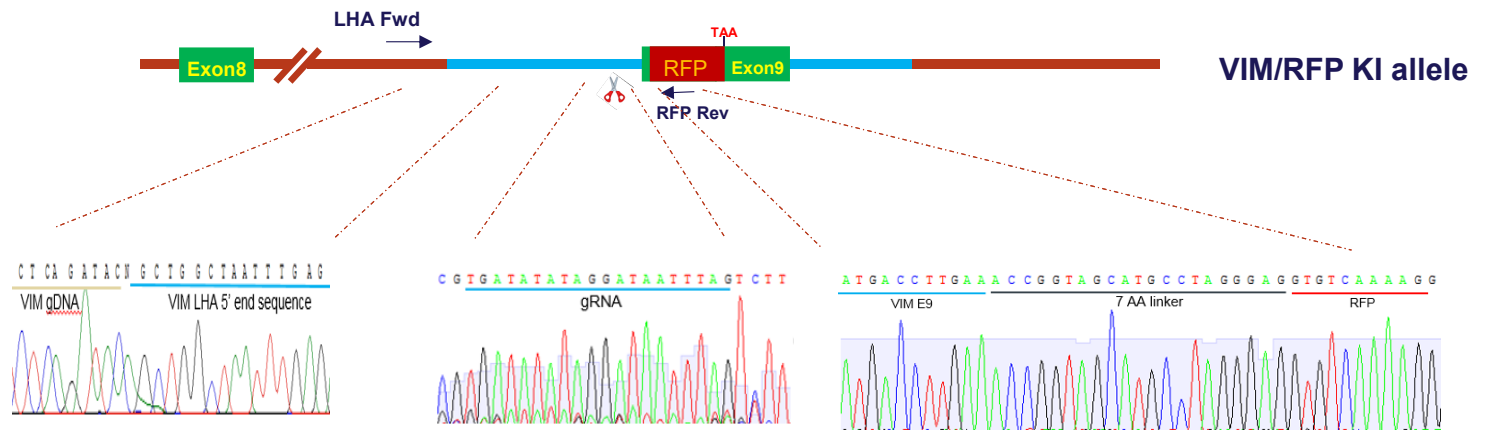 LHA Fwd
TAA
Exon8
RFP
Exon9
VIM/RFP KI allele
RFP Rev
CTCAGATACNGCTGGCTAATTTGAG
VIM gDNA
VIM LHA 5' end sequence
CGTGATATATAGGATAATTTAGTCTT
gRNA
ATGACCTTGAAACCGGTAGCATGCCTAGGGAGGTGTCAAAAGG
VIM E9
7 AA linker
RFP